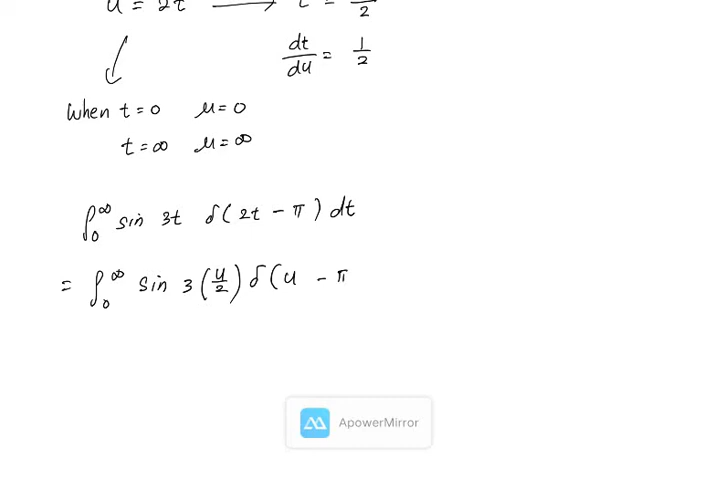 u = 2t ⟶ t = u/2
dt/du = 1/2
When t = 0 u = 0
t = ∞ u = ∞
∫₀^∞ sin 3t δ(2t - π) dt
= ∫₀^∞ sin 3(u/2) δ(u - π
ApowerMirror